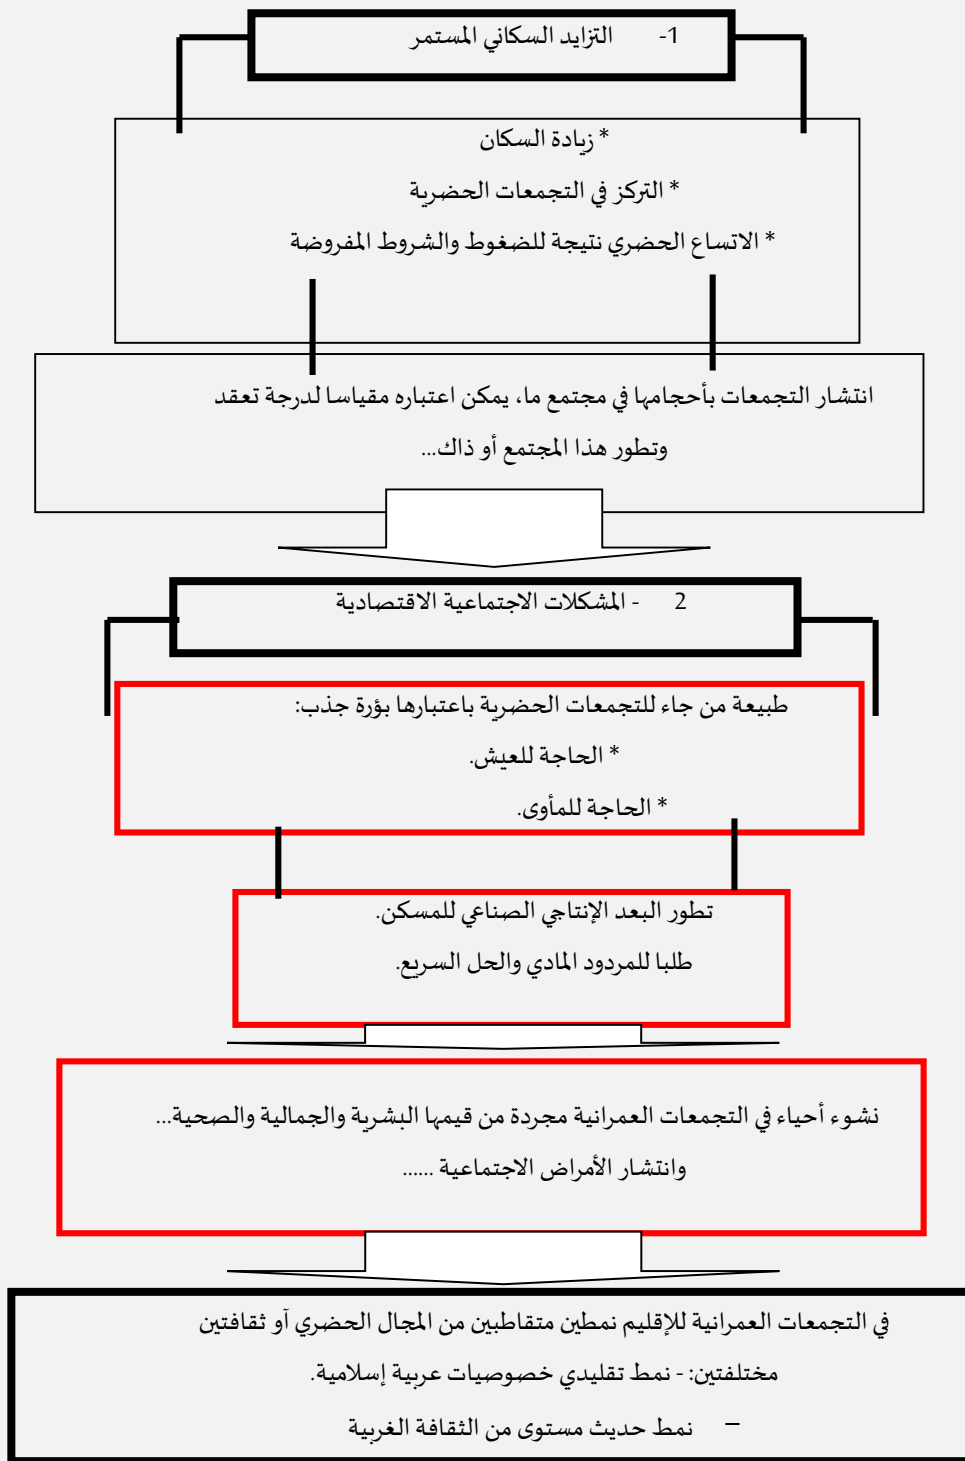 1- التزايد السكاني المستمر
* زيادة السكان
* التركز في التجمعات الحضرية
* الاتساع الحضري نتيجة للضغوط والشروط المفروضة
انتشار التجمعات بأحجامها في مجتمع ما، يمكن اعتباره مقياسا لدرجة تعقد
وتطور هذا المجتمع أو ذاك...
2 - المشكلات الاجتماعية الاقتصادية
طبيعة من جاء للتجمعات الحضرية باعتبارها بؤرة جذب:
* الحاجة للعيش.
* الحاجة للمأوى.
تطور البعد الإنتاجي الصناعي للمسكن.
طلبا للمردود المادي والحل السريع.
نشوء أحياء في التجمعات العمرانية مجردة من قيمها البشرية والجمالية والصحية...
وانتشار الأمراض الاجتماعية ......
في التجمعات العمرانية للإقليم نمطين متقاطبين من المجال الحضري آو ثقافتين
مختلفتين: - نمط تقليدي خصوصيات عربية إسلامية.
– نمط حديث مستوى من الثقافة الغربية